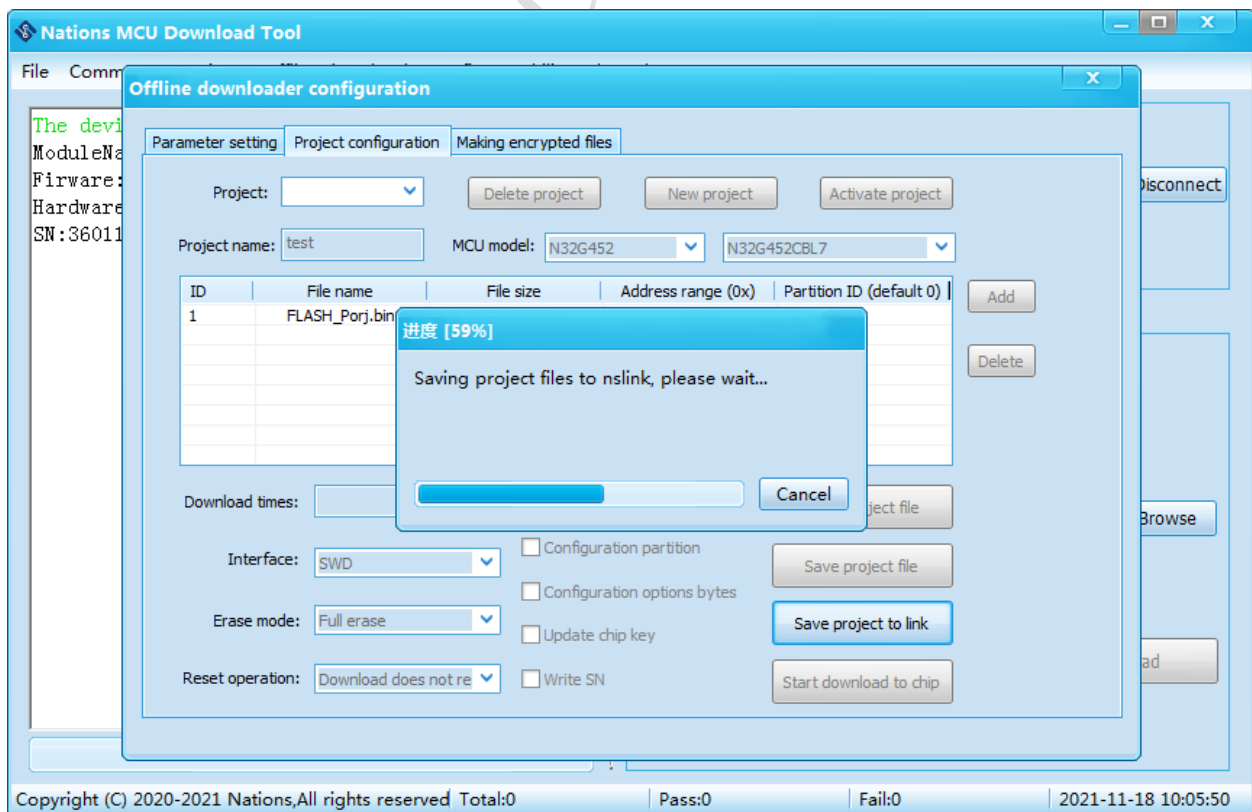 Nations MCU Download Tool
File Comm
Offline downloader configuration
The devi
ModuleNa
Firware:
Hardware
SN:36011
Parameter setting Project configuration Making encrypted files
Project: Delete project New project Activate project
Disconnect
Project name: test MCU model: N32G452 N32G452CBL7
ID File name File size Address range (0x) Partition ID (default 0) Add
1 FLASH_Porj.bin
进度 [59%]
Delete
Saving project files to nslink, please wait...
Cancel
Download times: ject file
Browse
Interface: SWD Configuration partition Save project file
Configuration options bytes
Erase mode: Full erase Save project to link
Update chip key
ad
Reset operation: Download does not re Write SN Start download to chip
Copyright (C) 2020-2021 Nations,All rights reserved Total:0 Pass:0 Fail:0 2021-11-18 10:05:50